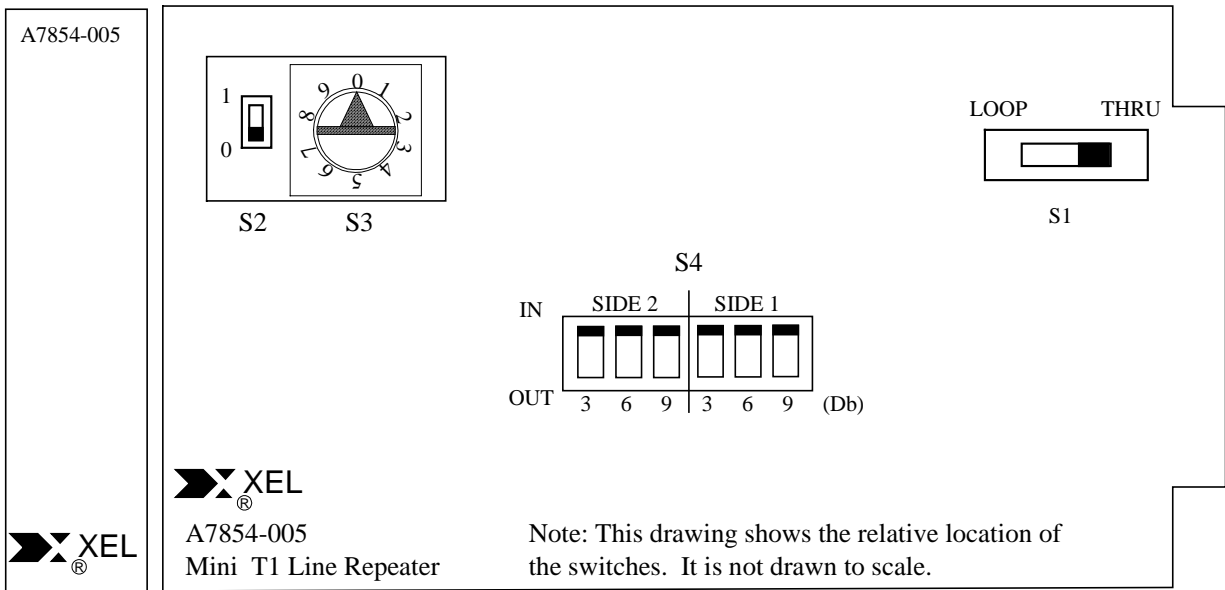 A7854-005
XEL
®
1
0
S2
0
1
2
3
4
5
6
7
8
9
S3
LOOP THRU
S1
S4
IN SIDE 2 SIDE 1
OUT 3 6 9 3 6 9 (Db)
XEL
®
A7854-005
Mini T1 Line Repeater
Note: This drawing shows the relative location of
the switches. It is not drawn to scale.